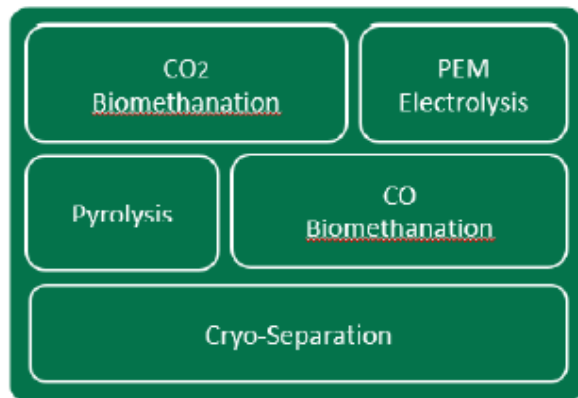 CO2
Biomethanation
PEM
Electrolysis
Pyrolysis
CO
Biomethanation
Cryo-Separation